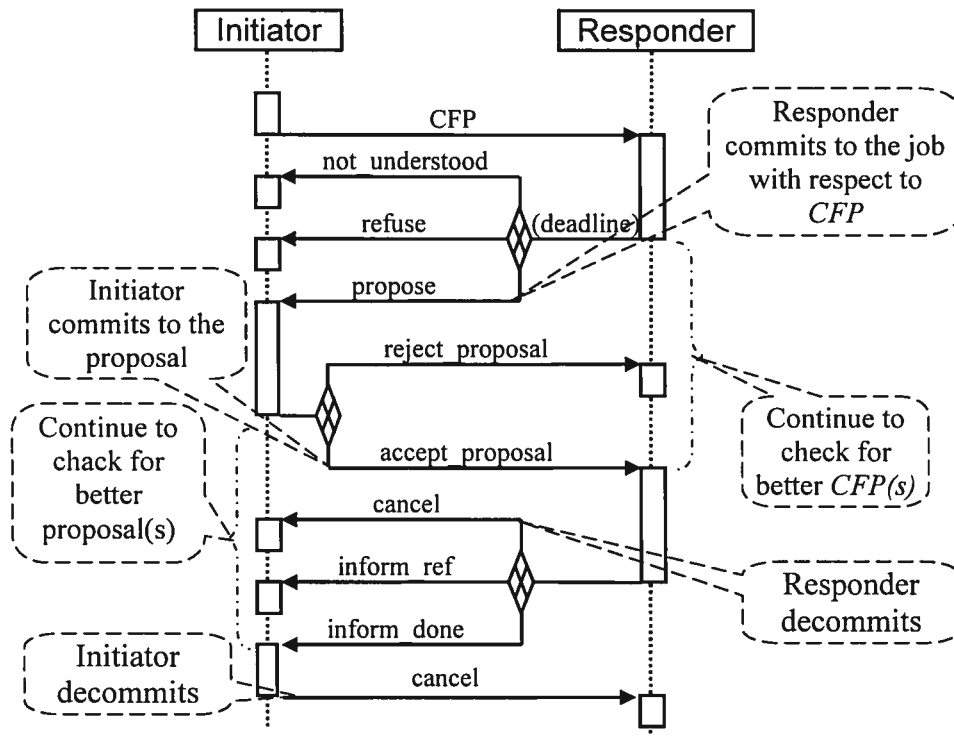 Initiator
Responder
CFP
Responder
commits to the job
with respect to
CFP
not_understood
refuse
(deadline)
propose
Initiator
commits to the
proposal
reject_proposal
Continue to
chack for
better
proposal(s)
Continue to
check for
better CFP(s)
accept_proposal
cancel
inform_ref
Responder
decommits
inform_done
Initiator
decommits
cancel